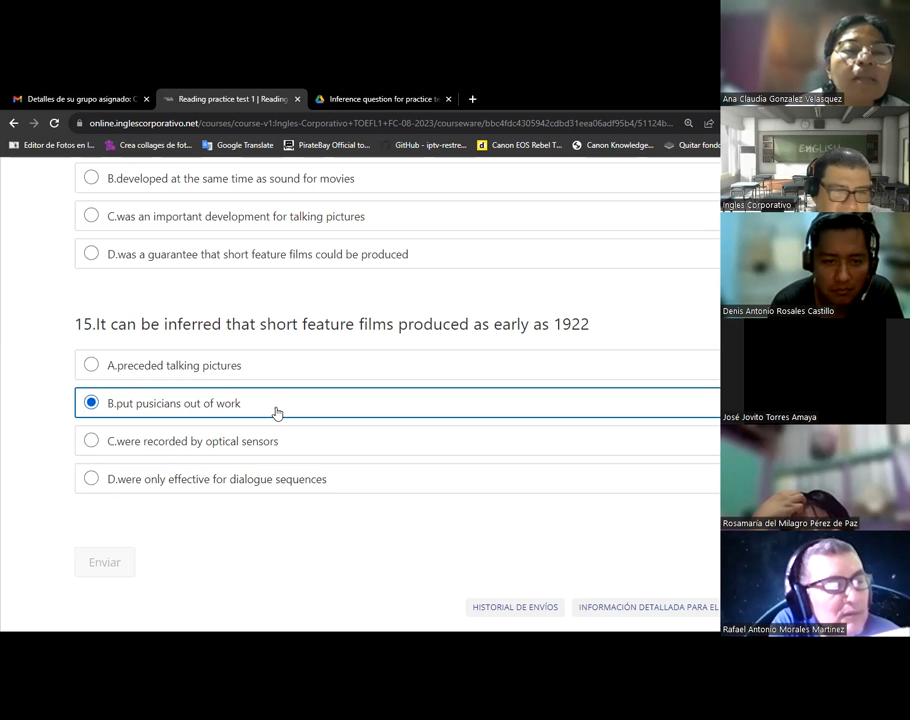 Detalles de su grupo asignado: C
Reading practice test 1 | Reading
Inference question for practice te
online.inglescorporativo.net/courses/course-v1:Ingles-Corporativo+TOEFL1+FC-08-2023/courseware/bbc4fdc4305942cdbd31eea06adf95b4/51124b...
Editor de Fotos en l...
Crea collages de fot...
Google Translate
PirateBay Official to...
GitHub - iptv-restre...
Canon EOS Rebel T...
Canon Knowledge...
Quitar fondo
B.developed at the same time as sound for movies
C.was an important development for talking pictures
D.was a guarantee that short feature films could be produced
15.It can be inferred that short feature films produced as early as 1922
A.preceded talking pictures
B.put pusicians out of work
C.were recorded by optical sensors
D.were only effective for dialogue sequences
Enviar
HISTORIAL DE ENVÍOS
INFORMACIÓN DETALLADA PARA EL
Ana Claudia Gonzalez Velasquez
ENGLISH
Ingles Corporativo
Denis Antonio Rosales Castillo
José Jovito Torres Amaya
Rosamaría del Milagro Pérez de Paz
Rafael Antonio Morales Martinez